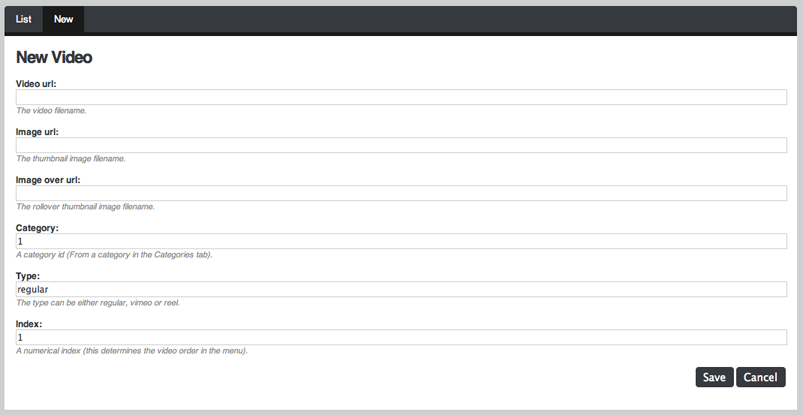 List New
New Video
Video url:
The video filename.
Image url:
The thumbnail image filename.
Image over url:
The rollover thumbnail image filename.
Category:
1
A category id (From a category in the Categories tab).
Type:
regular
The type can be either regular, vimeo or reel.
Index:
1
A numerical index (this determines the video order in the menu).
Save Cancel